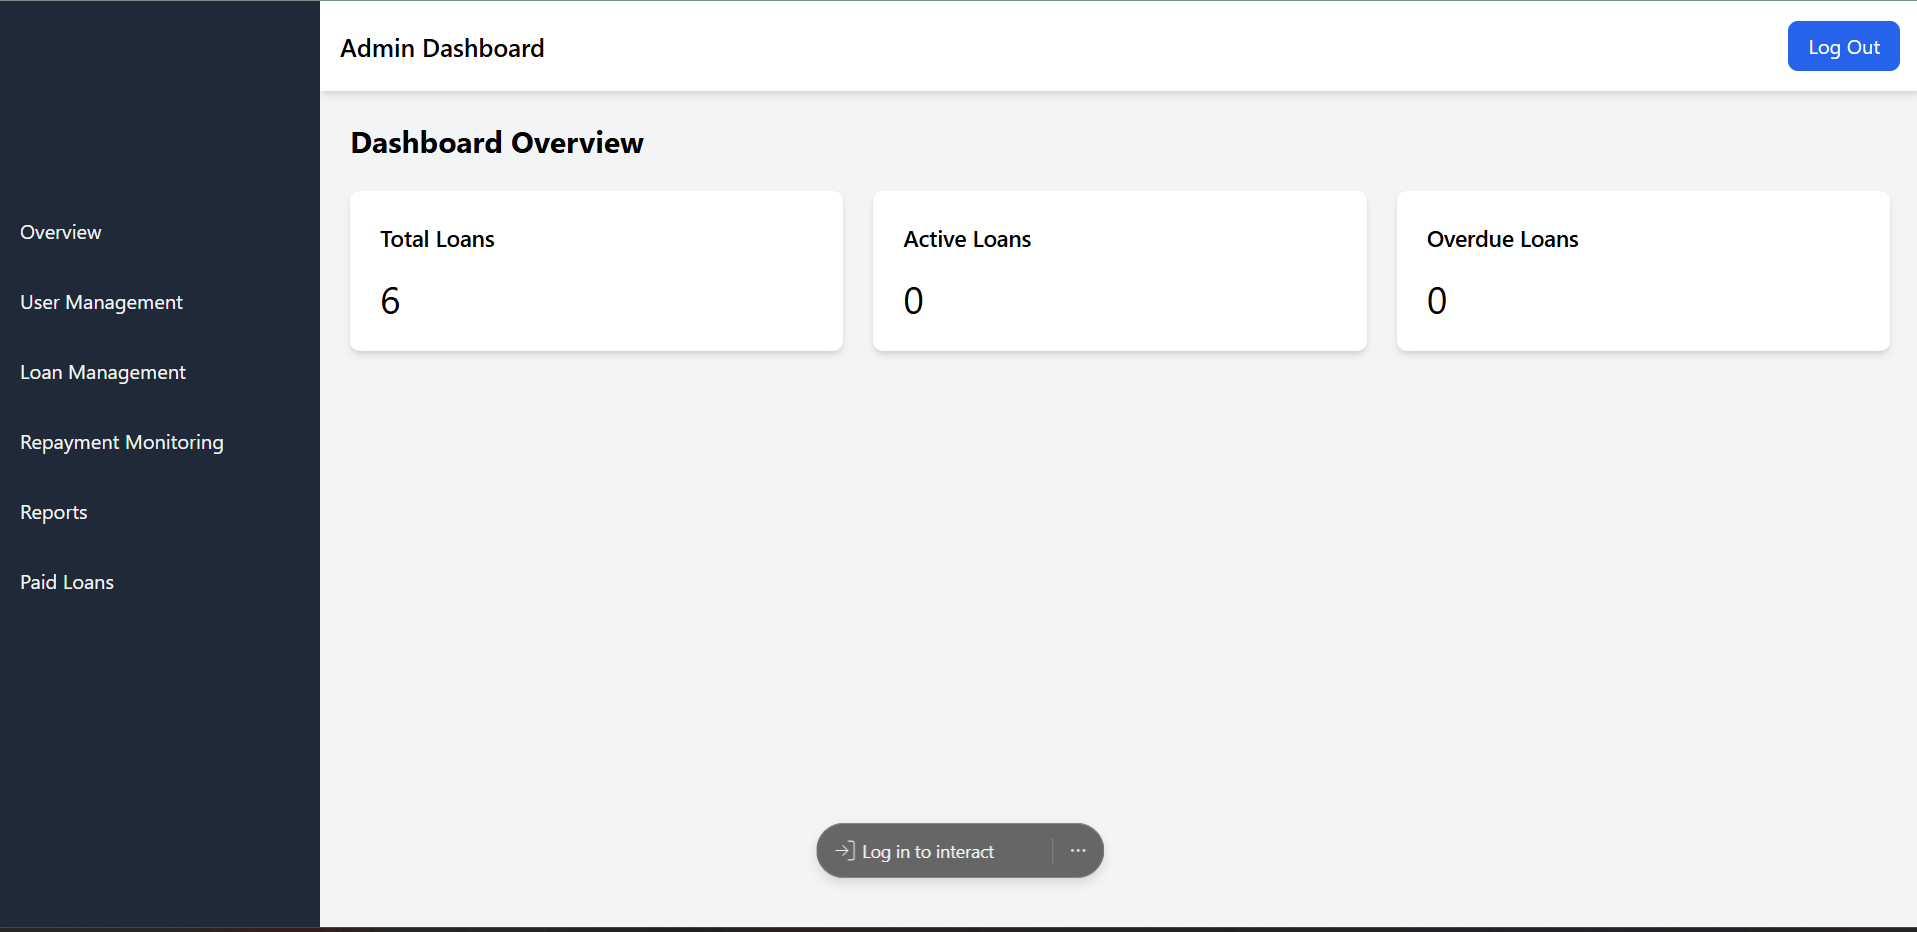 Admin Dashboard
Log Out
Overview
User Management
Loan Management
Repayment Monitoring
Reports
Paid Loans
Dashboard Overview
Total Loans
6
Active Loans
0
Overdue Loans
0
Log in to interact